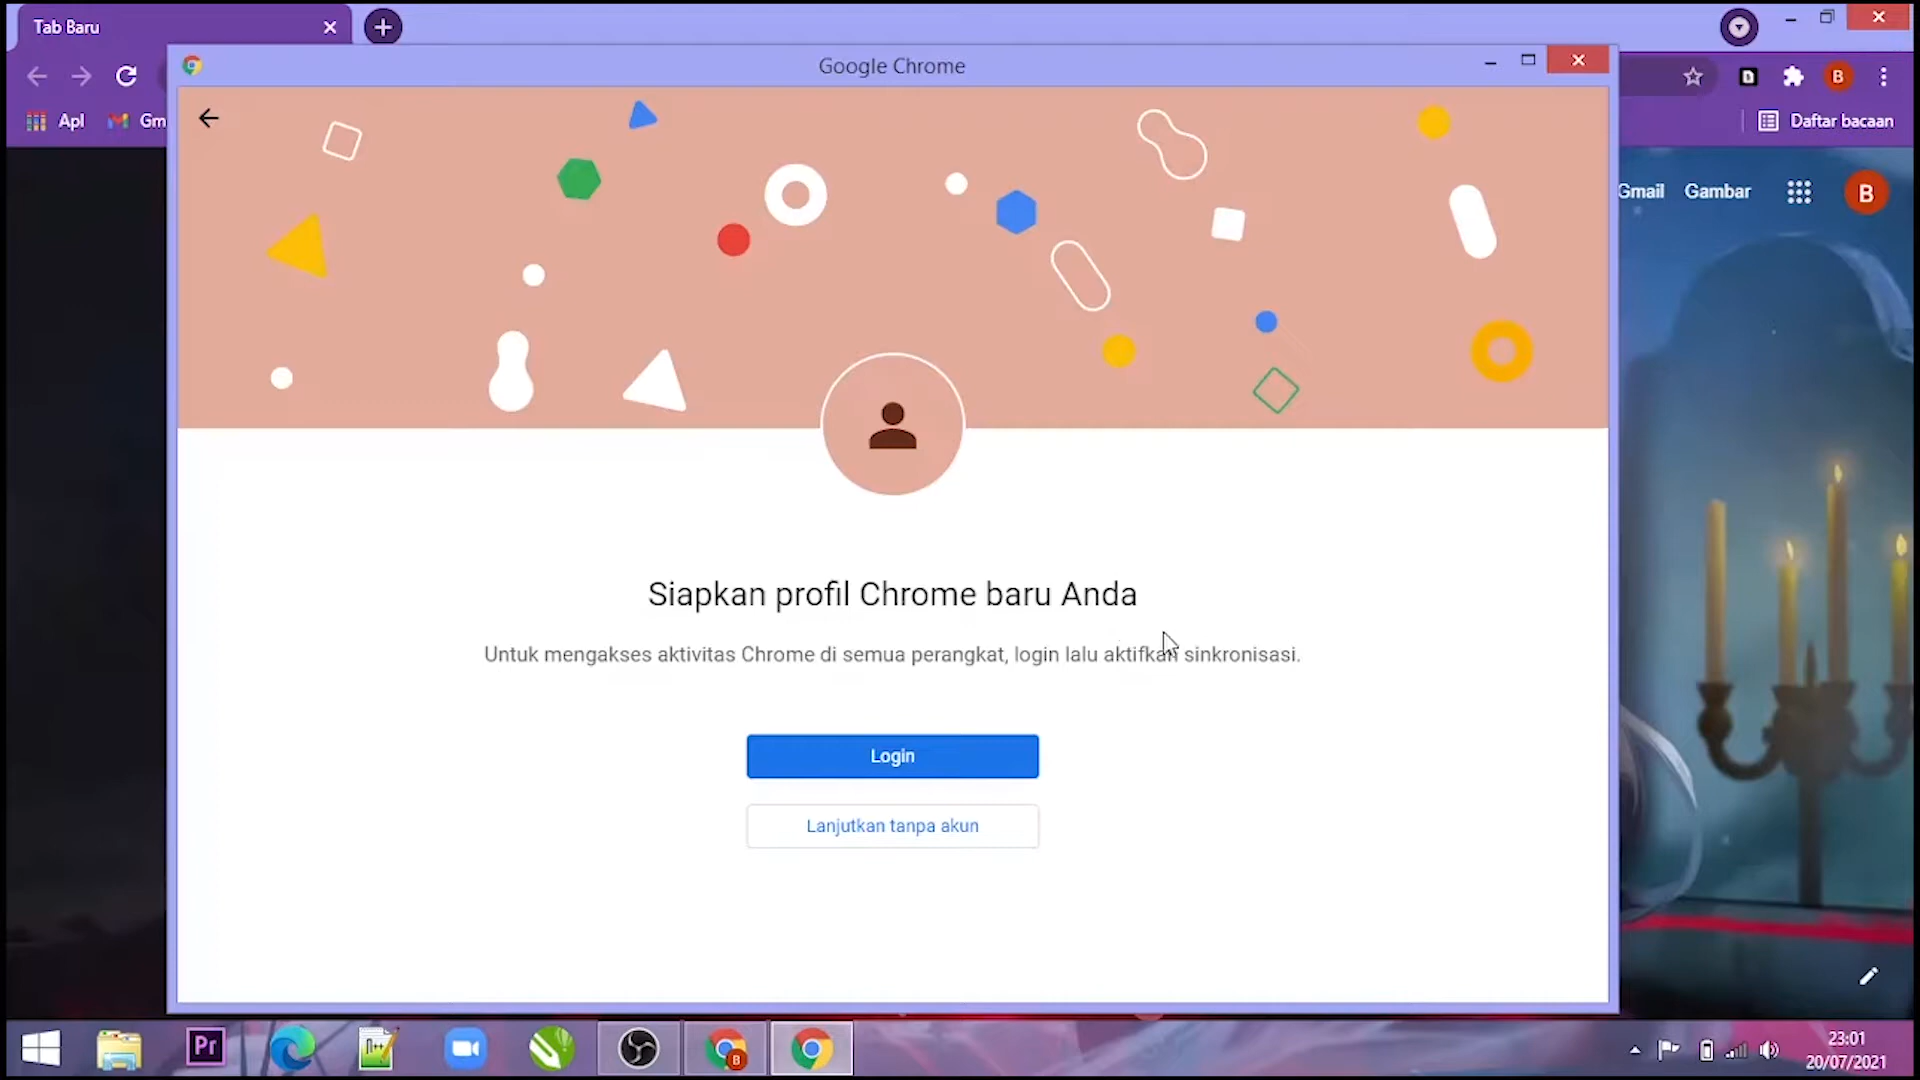 Tab Baru
Google Chrome
B
Apl
Gm
Daftar bacaan
Gmail
Gambar
B
Siapkan profil Chrome baru Anda
Untuk mengakses aktivitas Chrome di semua perangkat, login lalu aktifkan sinkronisasi.
Login
Lanjutkan tanpa akun
Pr
B
23:01
20/07/2021